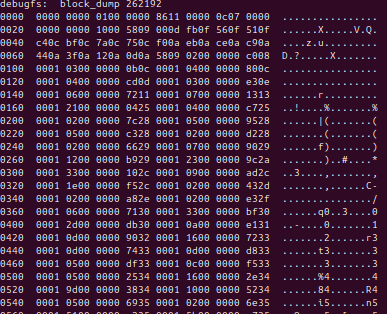 debugfs:  block_dump 262192
0000  0000 0000 0100 0000 8611 0000 0c07 0000  ................
0020  0000 0000 1000 5809 000d fb0f 560f 510f  ......X.....V.Q.
0040  c40c bf0c 7a0c 750c f00a eb0a ce0a c90a  ....z.u.........
0060  440a 3f0a 120a 0d0a 5809 0200 0000 c008  D.?.....X.......
0100  0001 0300 0000 0b0c 0001 0400 0000 800c  ................
0120  0001 0400 0000 cd0d 0001 0300 0000 e30e  ................
0140  0001 0600 0000 7211 0001 0700 0000 1313  ......r.........
0160  0001 2100 0000 0425 0001 0400 0000 c725  ..!....%.......%
0200  0001 0200 0000 7c28 0001 0500 0000 9528  ......|(.......(
0220  0001 0500 0000 c328 0001 0200 0000 d228  .......(.......(
0240  0001 0200 0000 6629 0001 0700 0000 9029  ......f).......)
0260  0001 1200 0000 b929 0001 2300 0000 9c2a  .......)..#....*
0300  0001 3300 0000 102c 0001 0900 0000 ad2c  ..3....,.......,
0320  0001 1e00 0000 f52c 0001 0200 0000 432d  .......,......C-
0340  0001 0200 0000 a82e 0001 0200 0000 e32f  .............../
0360  0001 0600 0000 7130 0001 3300 0000 bf30  ......q0..3....0
0400  0001 2d00 0000 db30 0001 0a00 0000 e131  ..-....0.......1
0420  0001 0d00 0000 9032 0001 1600 0000 7233  .......2......r3
0440  0001 0d00 0000 7433 0001 0d00 0000 d833  ......t3.......3
0460  0001 0500 0000 df33 0001 0c00 0000 f533  .......3.......3
0500  0001 0500 0000 2534 0001 1600 0000 2e34  ......%4.......4
0520  0001 9d00 0000 3834 0001 1000 0000 5234  ......84......R4
0540  0001 0500 0000 6935 0001 0200 0000 6e35  ......i5......n5